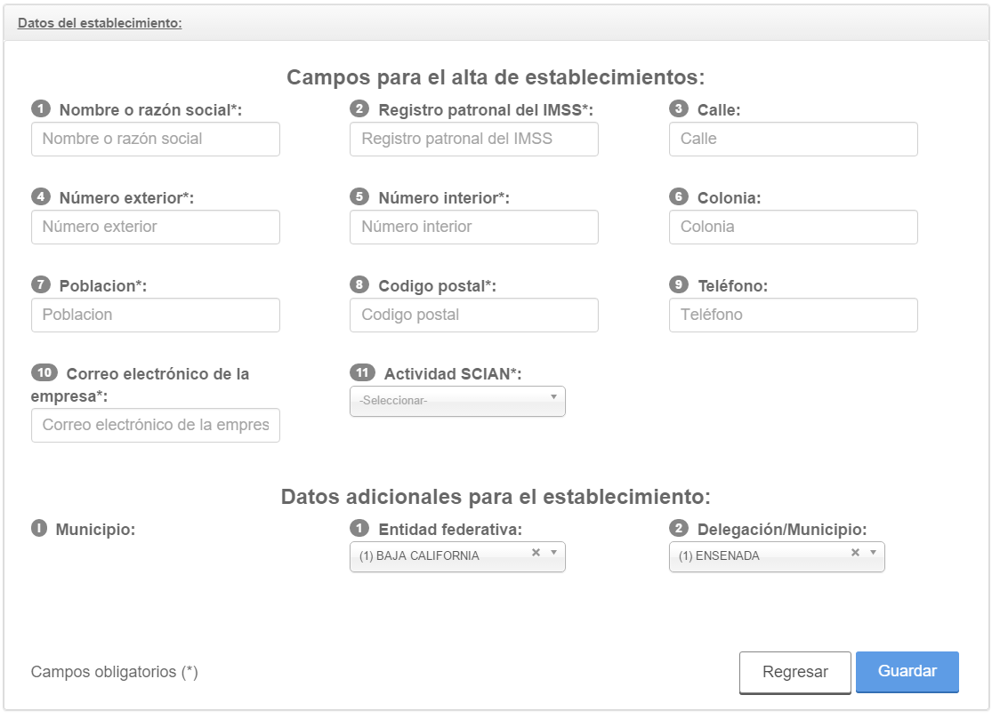 Datos del establecimiento:
Campos para el alta de establecimientos:
1 Nombre o razón social*:
Nombre o razón social
2 Registro patronal del IMSS*:
Registro patronal del IMSS
3 Calle:
Calle
4 Número exterior*:
Número exterior
5 Número interior*:
Número interior
6 Colonia:
Colonia
7 Poblacion*:
Poblacion
8 Codigo postal*:
Codigo postal
9 Teléfono:
Teléfono
10 Correo electrónico de la
empresa*:
Correo electrónico de la empres
11 Actividad SCIAN*:
-Seleccionar-
Datos adicionales para el establecimiento:
I Municipio:
1 Entidad federativa:
(1) BAJA CALIFORNIA
2 Delegación/Municipio:
(1) ENSENADA
Campos obligatorios (*)
Regresar
Guardar